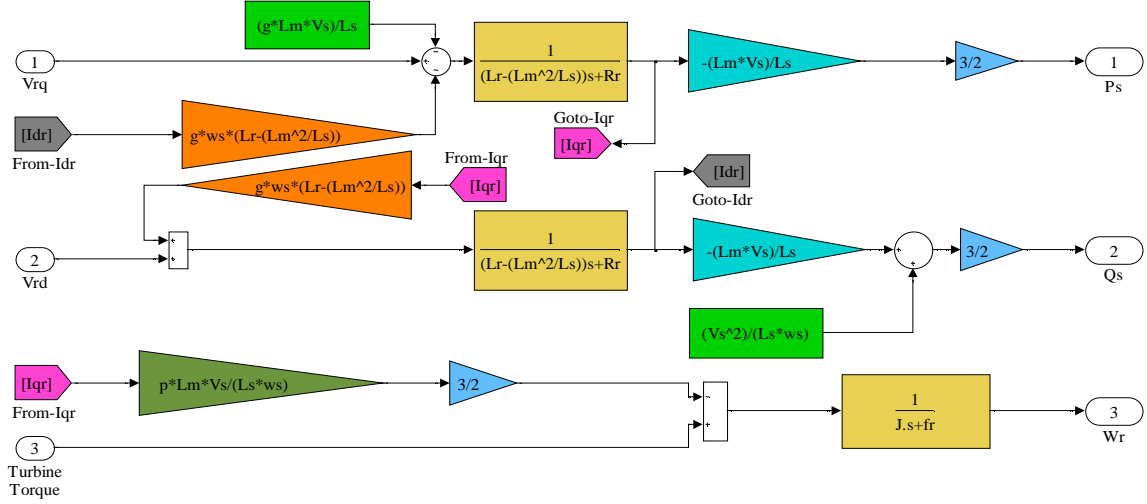 (g*Lm*Vs)/Ls
1
Vrq
-
-
+
1
(Lr-(Lm^2/Ls))s+Rr
-(Lm*Vs)/Ls
3/2
1
Ps
[Idr]
From-Idr
g*ws*(Lr-(Lm^2/Ls))
Goto-Iqr
[Iqr]
From-Iqr
[Iqr]
g*ws*(Lr-(Lm^2/Ls))
[Idr]
Goto-Idr
2
Vrd
+
+
1
(Lr-(Lm^2/Ls))s+Rr
-(Lm*Vs)/Ls
+
+
3/2
2
Qs
(Vs^2)/(Ls*ws)
[Iqr]
From-Iqr
p*Lm*Vs/(Ls*ws)
3/2
-
+
1
J.s+fr
3
Wr
3
Turbine
Torque